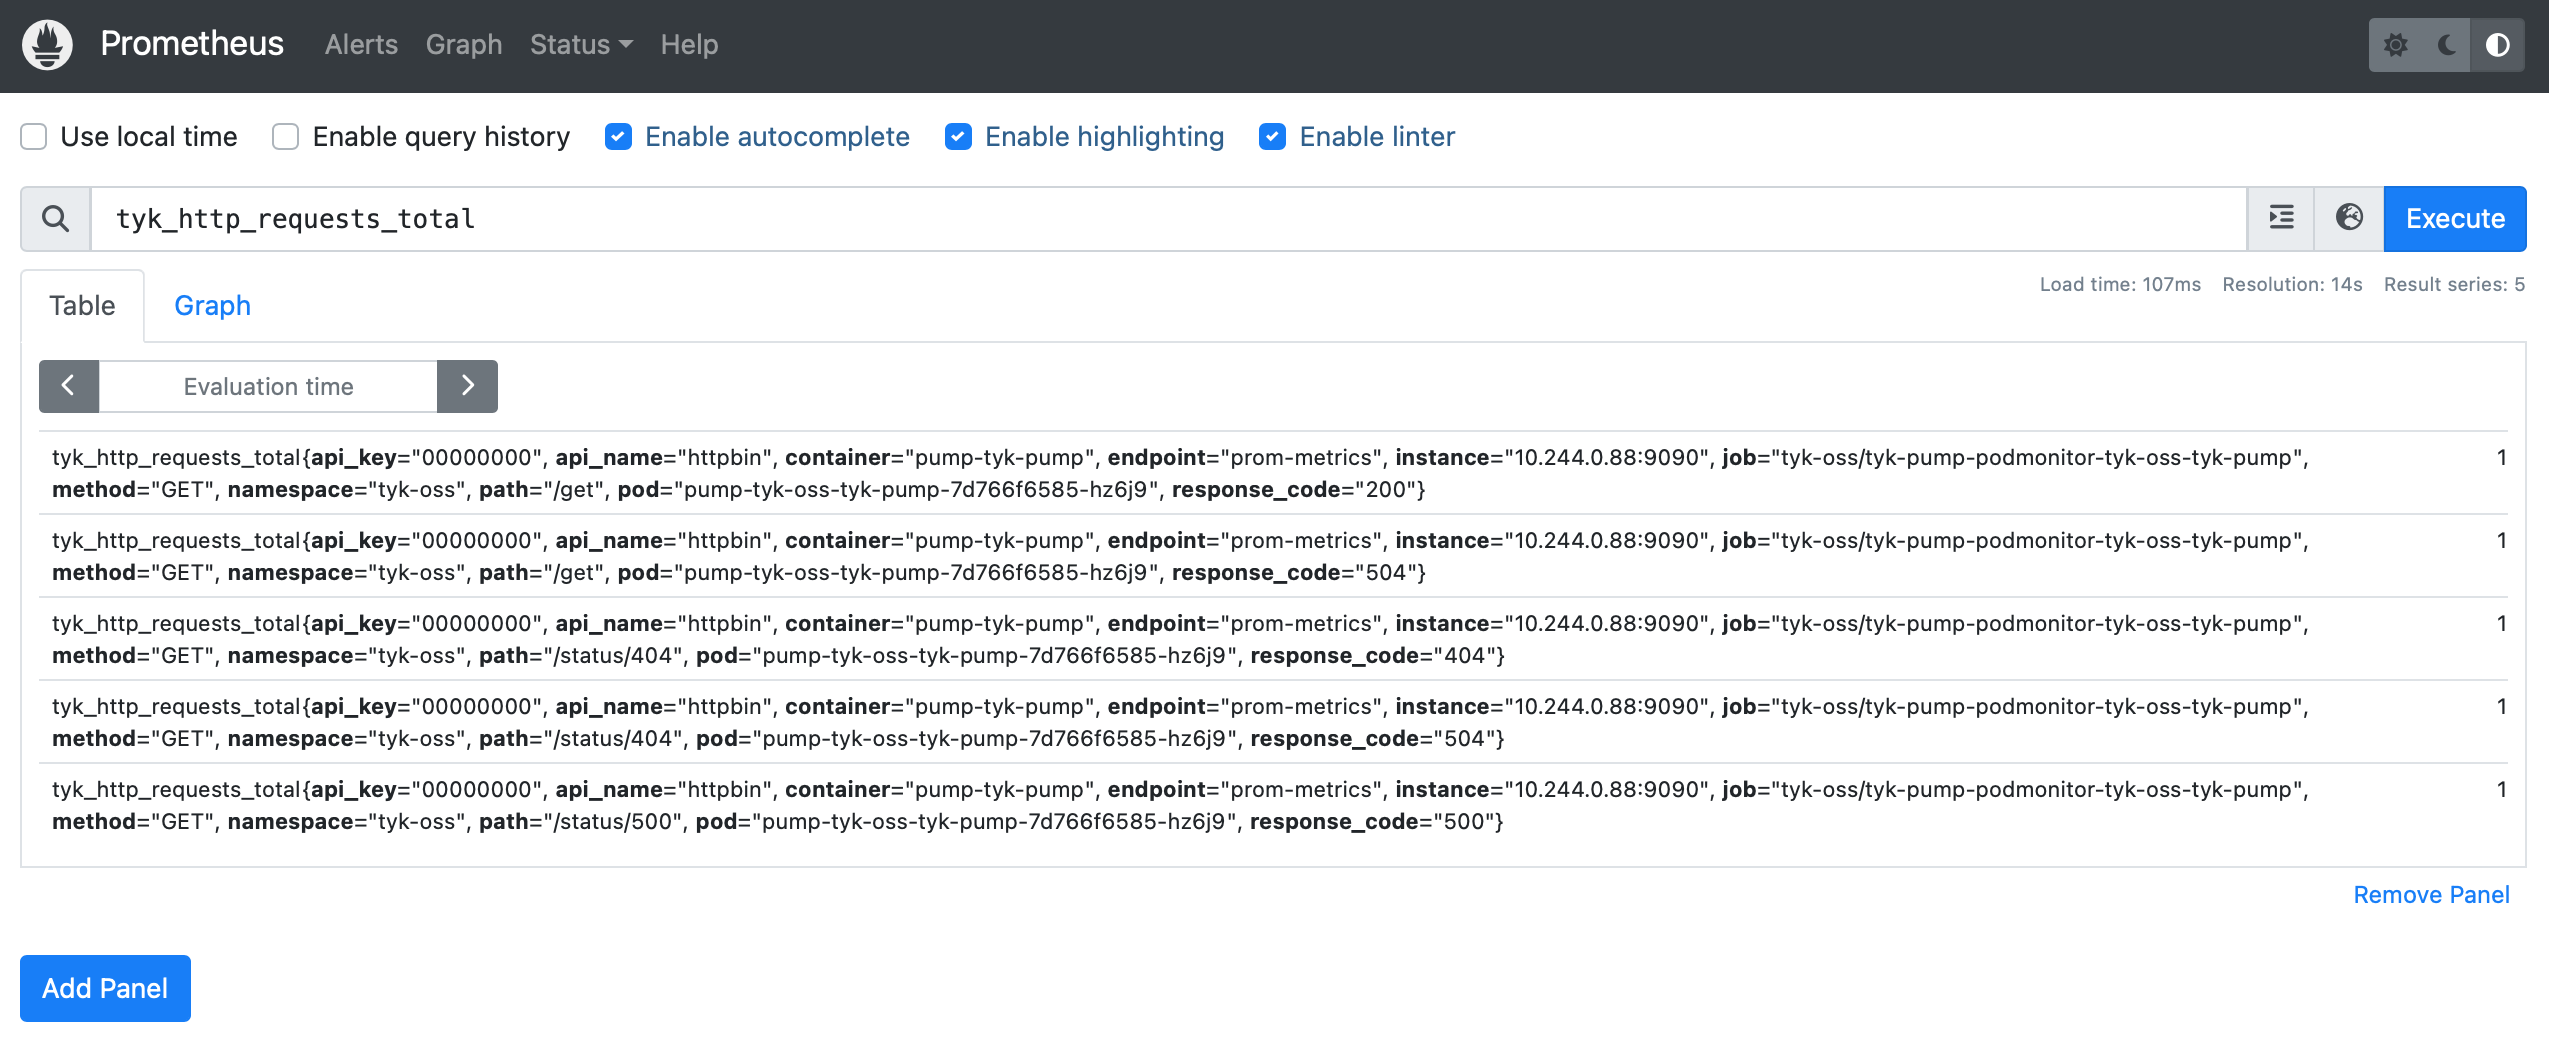 Prometheus Alerts Graph Status Help
Use local time Enable query history Enable autocomplete Enable highlighting Enable linter
tyk_http_requests_total Execute
Table Graph Load time: 107ms Resolution: 14s Result series: 5
Evaluation time
tyk_http_requests_total{api_key="00000000", api_name="httpbin", container="pump-tyk-pump", endpoint="prom-metrics", instance="10.244.0.88:9090", job="tyk-oss/tyk-pump-podmonitor-tyk-oss-tyk-pump", 1
method="GET", namespace="tyk-oss", path="/get", pod="pump-tyk-oss-tyk-pump-7d766f6585-hz6j9", response_code="200"}
tyk_http_requests_total{api_key="00000000", api_name="httpbin", container="pump-tyk-pump", endpoint="prom-metrics", instance="10.244.0.88:9090", job="tyk-oss/tyk-pump-podmonitor-tyk-oss-tyk-pump", 1
method="GET", namespace="tyk-oss", path="/get", pod="pump-tyk-oss-tyk-pump-7d766f6585-hz6j9", response_code="504"}
tyk_http_requests_total{api_key="00000000", api_name="httpbin", container="pump-tyk-pump", endpoint="prom-metrics", instance="10.244.0.88:9090", job="tyk-oss/tyk-pump-podmonitor-tyk-oss-tyk-pump", 1
method="GET", namespace="tyk-oss", path="/status/404", pod="pump-tyk-oss-tyk-pump-7d766f6585-hz6j9", response_code="404"}
tyk_http_requests_total{api_key="00000000", api_name="httpbin", container="pump-tyk-pump", endpoint="prom-metrics", instance="10.244.0.88:9090", job="tyk-oss/tyk-pump-podmonitor-tyk-oss-tyk-pump", 1
method="GET", namespace="tyk-oss", path="/status/404", pod="pump-tyk-oss-tyk-pump-7d766f6585-hz6j9", response_code="504"}
tyk_http_requests_total{api_key="00000000", api_name="httpbin", container="pump-tyk-pump", endpoint="prom-metrics", instance="10.244.0.88:9090", job="tyk-oss/tyk-pump-podmonitor-tyk-oss-tyk-pump", 1
method="GET", namespace="tyk-oss", path="/status/500", pod="pump-tyk-oss-tyk-pump-7d766f6585-hz6j9", response_code="500"}
Remove Panel
Add Panel